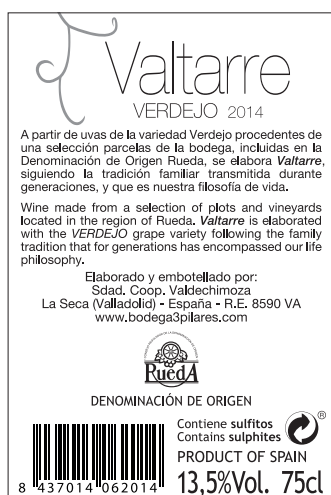 Valtarre
VERDEJO 2014
A partir de uvas de la variedad Verdejo procedentes de
una selección parcelas de la bodega, incluidas en la
Denominación de Origen Rueda, se elabora Valtarre,
siguiendo la tradición familiar transmitida durante
generaciones, y que es nuestra filosofía de vida.
Wine made from a selection of plots and vineyards
located in the region of Rueda. Valtarre is elaborated
with the VERDEJO grape variety following the family
tradition that for generations has encompassed our life
philosophy.
Elaborado y embotellado por:
Sdad. Coop. Valdechimoza
La Seca (Valladolid) - España - R.E. 8590 VA
www.bodega3pilares.com
RuedA
DENOMINACIÓN DE ORIGEN
Contiene sulfitos
Contains sulphites
®
PRODUCT OF SPAIN
13,5%Vol. 75cl
8 437014 062014